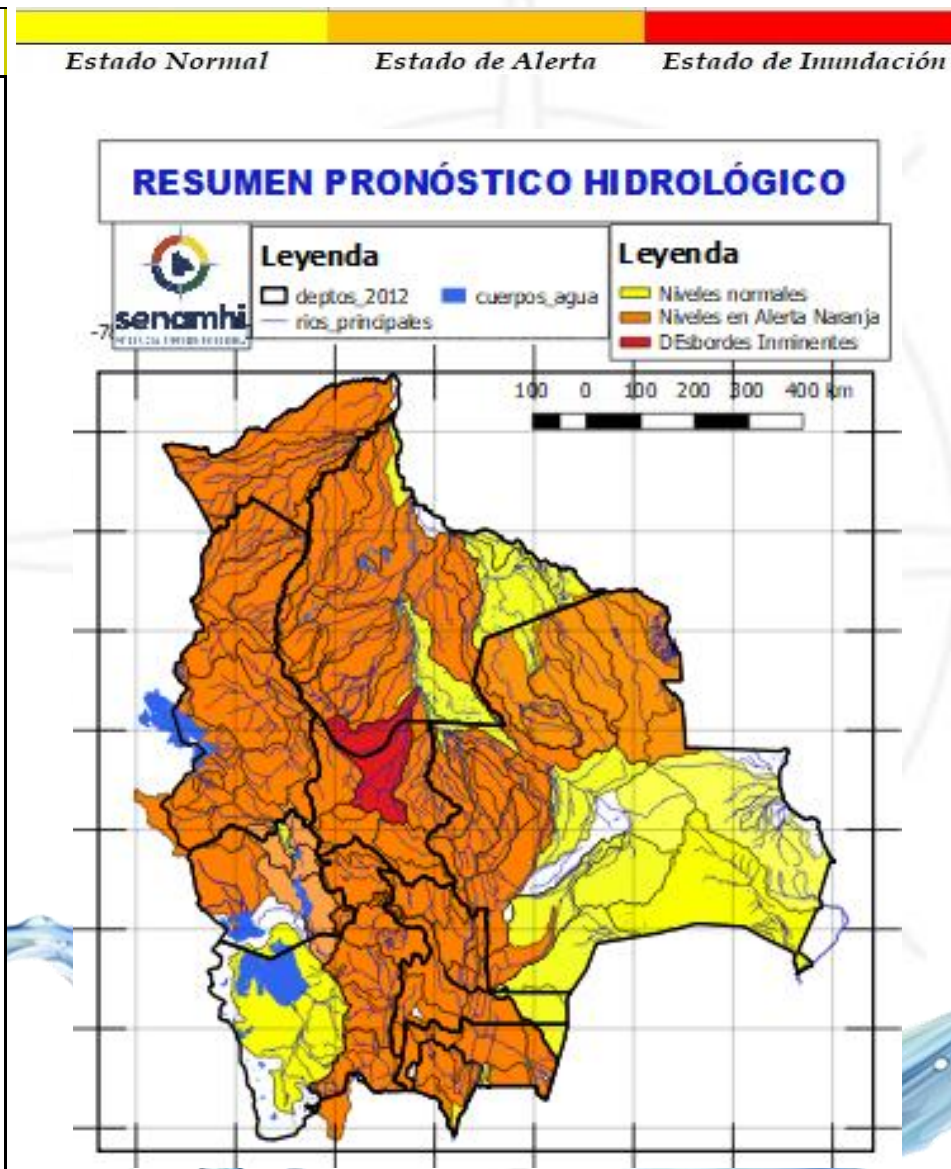 Estado Normal
Estado de Alerta
Estado de Inundación
RESUMEN PRONÓSTICO HIDROLÓGICO
senamhi
Leyenda
deptos_2012
cuerpos_agua
rios_principales
Leyenda
Niveles normales
Niveles en Alerta Naranja
DEsbordes Inminentes
100 0 100 200 300 400 km